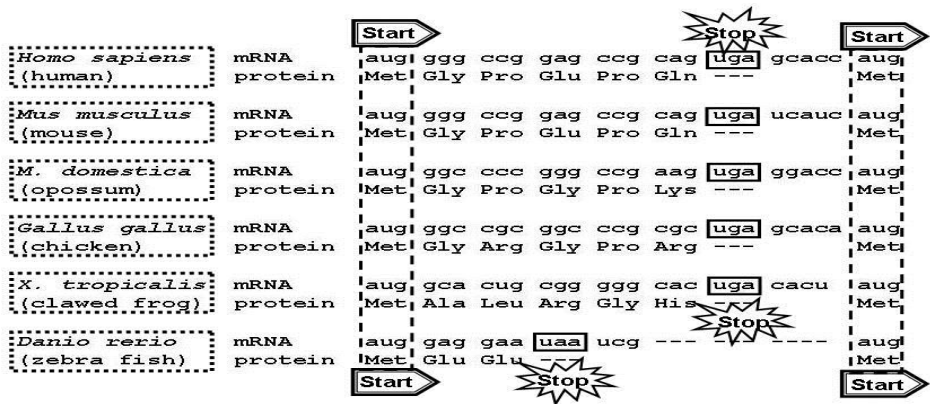 Start Stop Start
Homo sapiens mRNA aug ggg ccg gag ccg cag uga gcacc aug
(human) protein Met Gly Pro Glu Pro Gln --- Met
Mus musculus mRNA aug ggg ccg gag ccg cag uga ucauc aug
(mouse) protein Met Gly Pro Glu Pro Gln --- Met
M. domestica mRNA aug ggc ccc ggg ccg aag uga ggacc aug
(opossum) protein Met Gly Pro Gly Pro Lys --- Met
Gallus gallus mRNA aug ggc cgc ggc ccg cgc uga gcaca aug
(chicken) protein Met Gly Arg Gly Pro Arg --- Met
X. tropicalis mRNA aug gca cug cgg ggg cac uga cacu aug
(clawed frog) protein Met Ala Leu Arg Gly His --- Met
Stop
Danio rerio mRNA aug gag gaa uaa ucg --- --- --- ---- aug
(zebra fish) protein Met Glu Glu --- Met
Start Stop Start